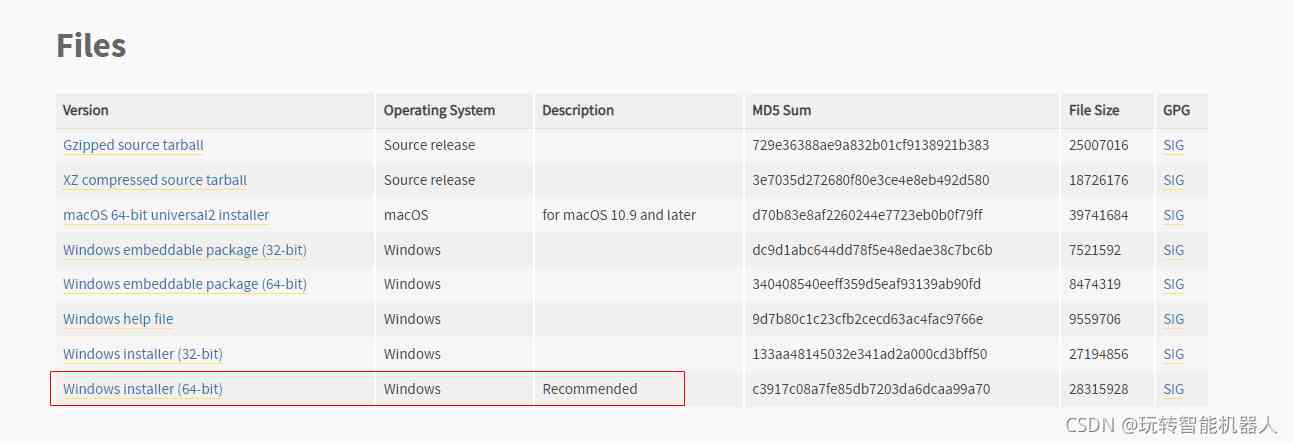 Files
Version Operating System Description MD5 Sum File Size GPG
Gzipped source tarball Source release 729e36388ae9a832b01cf9138921b383 25007016 SIG
XZ compressed source tarball Source release 3e7035d272680f80e3ce4e8eb492d580 18726176 SIG
macOS 64-bit universal2 installer macOS for macOS 10.9 and later d70b83e8af2260244e7723eb0b0f79ff 39741684 SIG
Windows embeddable package (32-bit) Windows dc9d1abc644dd78f5e48edae38c7bc6b 7521592 SIG
Windows embeddable package (64-bit) Windows 340408540eeff359d5eaf93139ab90fd 8474319 SIG
Windows help file Windows 9d7b80c1c23cfb2cecd63ac4fac9766e 9559706 SIG
Windows installer (32-bit) Windows 133aa48145032e341ad2a000cd3bff50 27194856 SIG
Windows installer (64-bit) Windows Recommended c3917c08a7fe85db7203da6dcaa99a70 28315928 SIG
CSDN @玩转智能机器人